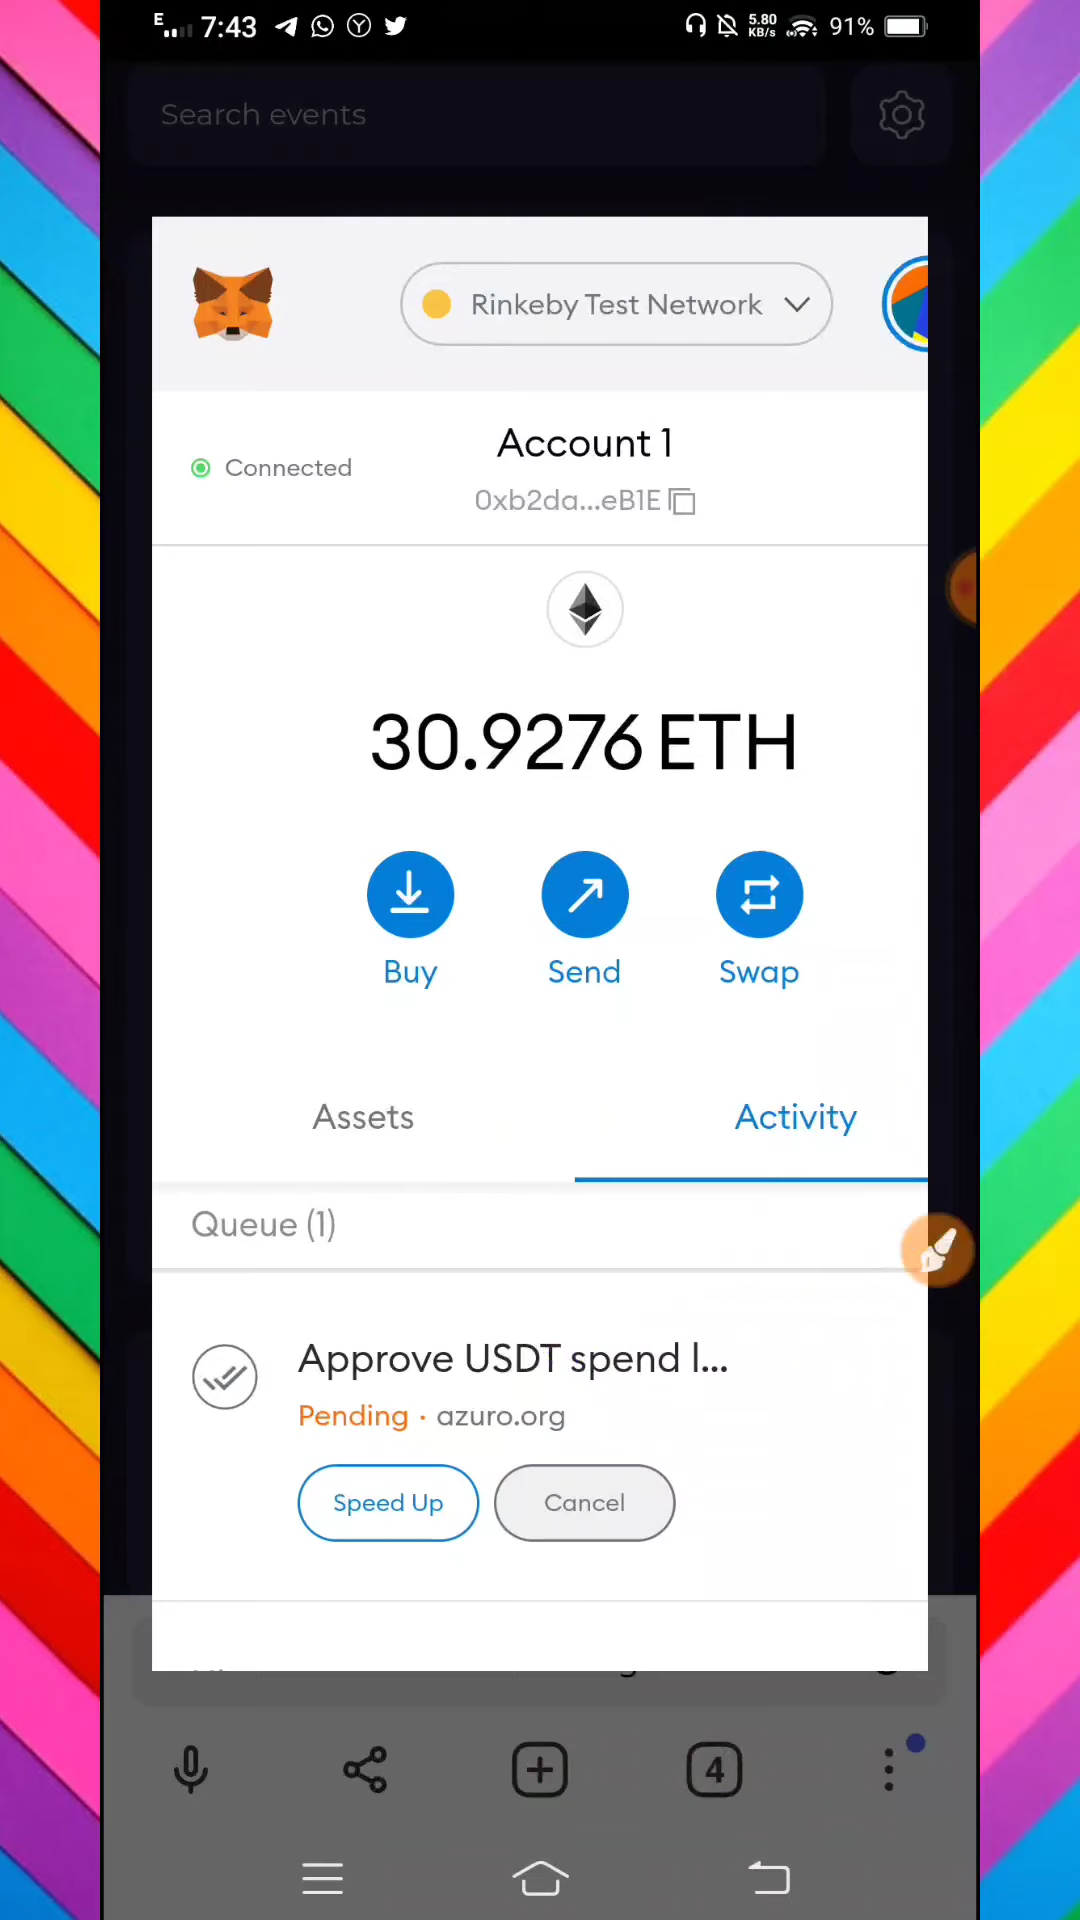 E 7:43 5.80 KB/s 91%
Search events
Rinkeby Test Network
Account 1
Connected
0xb2da...eB1E
30.9276 ETH
Buy Send Swap
Assets Activity
Queue (1)
Approve USDT spend l...
Pending · azuro.org
Speed Up Cancel
4